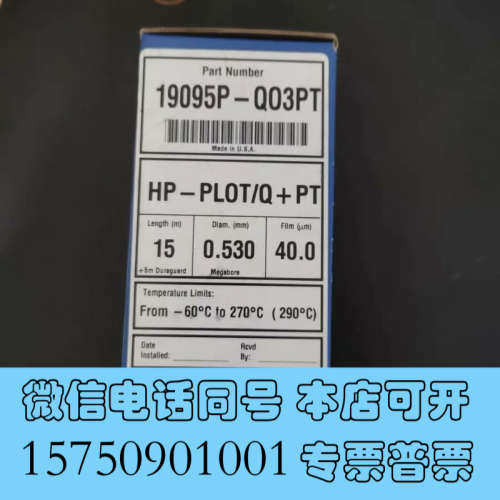 Part Number
19095P-QO3PT
Made in U.S.A.
HP-PLOT/Q+PT
Length (m) Diam. (mm) Film (μm)
15 0.530 40.0
+5m Duraguard Megabore
Temperature Limits:
From -60°C to 270°C (290°C)
Date Rcvd
Installed: By:
微信电话同号 本店可开
15750901001 专票普票